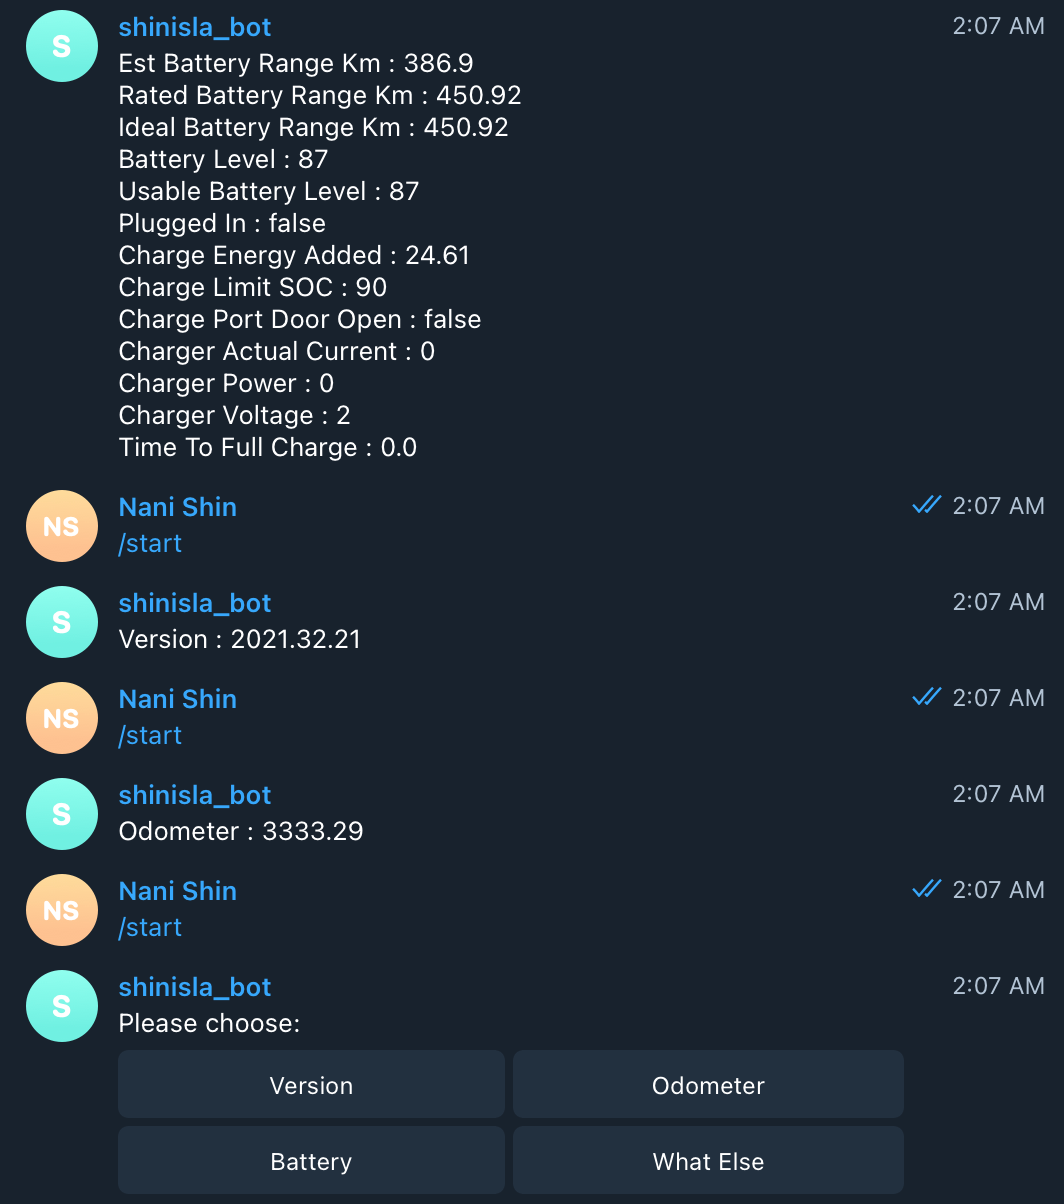 S
shinisla_bot 2:07 AM
Est Battery Range Km : 386.9
Rated Battery Range Km : 450.92
Ideal Battery Range Km : 450.92
Battery Level : 87
Usable Battery Level : 87
Plugged In : false
Charge Energy Added : 24.61
Charge Limit SOC : 90
Charge Port Door Open : false
Charger Actual Current : 0
Charger Power : 0
Charger Voltage : 2
Time To Full Charge : 0.0
NS
Nani Shin 2:07 AM
/start
S
shinisla_bot 2:07 AM
Version : 2021.32.21
NS
Nani Shin 2:07 AM
/start
S
shinisla_bot 2:07 AM
Odometer : 3333.29
NS
Nani Shin 2:07 AM
/start
S
shinisla_bot 2:07 AM
Please choose:
Version Odometer
Battery What Else